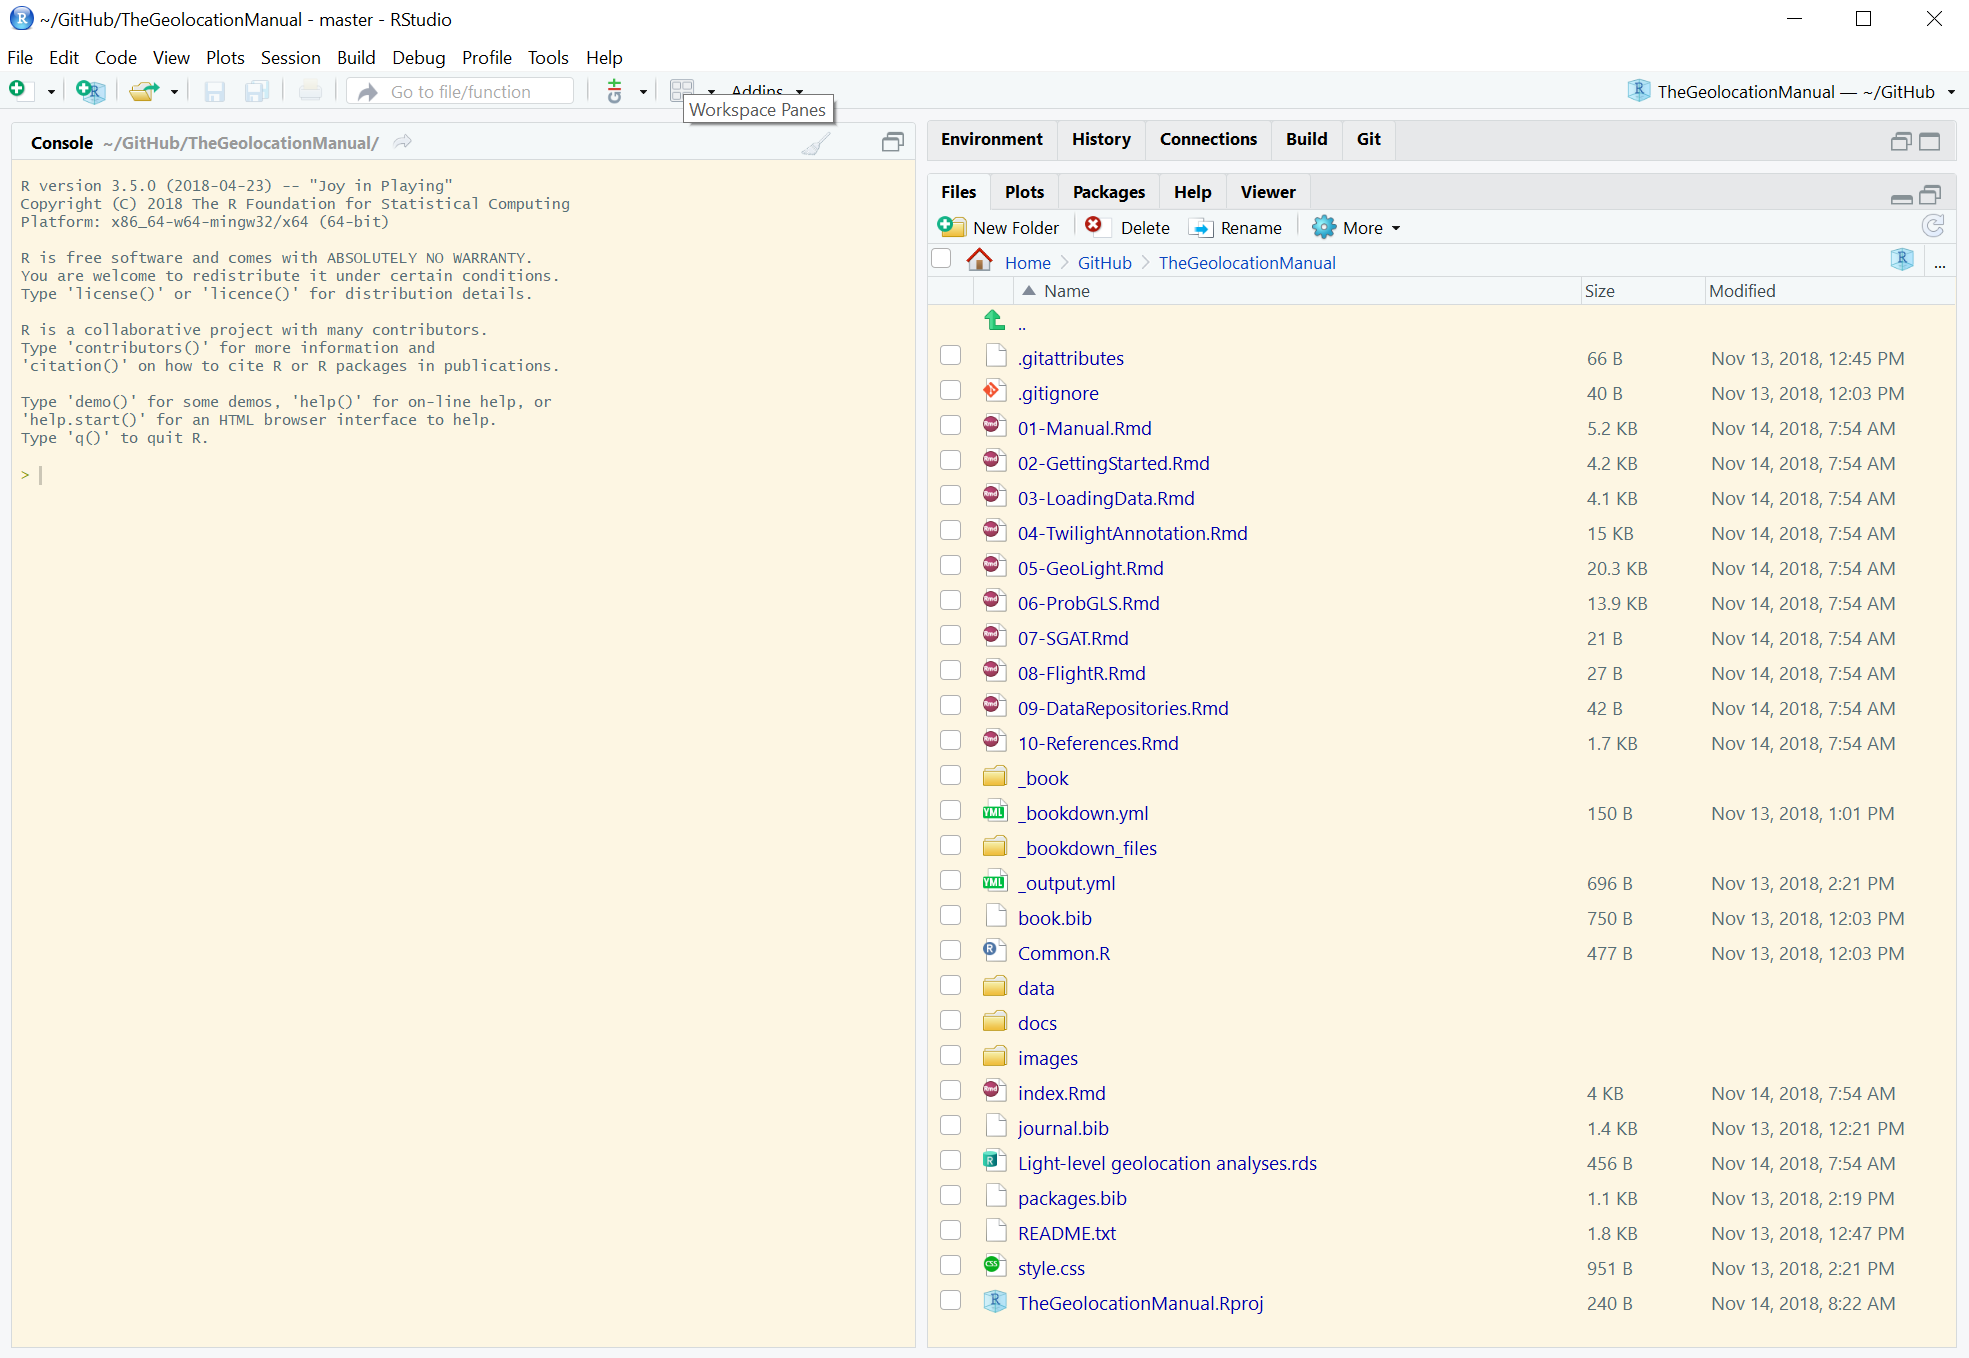 ~/GitHub/TheGeolocationManual - master - RStudio
File Edit Code View Plots Session Build Debug Profile Tools Help
Go to file/function Addins TheGeolocationManual — ~/GitHub
Workspace Panes
Console ~/GitHub/TheGeolocationManual/
R version 3.5.0 (2018-04-23) -- "Joy in Playing"
Copyright (C) 2018 The R Foundation for Statistical Computing
Platform: x86_64-w64-mingw32/x64 (64-bit)
R is free software and comes with ABSOLUTELY NO WARRANTY.
You are welcome to redistribute it under certain conditions.
Type 'license()' or 'licence()' for distribution details.
R is a collaborative project with many contributors.
Type 'contributors()' for more information and
'citation()' on how to cite R or R packages in publications.
Type 'demo()' for some demos, 'help()' for on-line help, or
'help.start()' for an HTML browser interface to help.
Type 'q()' to quit R.
>
Environment History Connections Build Git
Files Plots Packages Help Viewer
New Folder Delete Rename More
Home GitHub TheGeolocationManual ...
Name Size Modified
..
.gitattributes 66 B Nov 13, 2018, 12:45 PM
.gitignore 40 B Nov 13, 2018, 12:03 PM
01-Manual.Rmd 5.2 KB Nov 14, 2018, 7:54 AM
02-GettingStarted.Rmd 4.2 KB Nov 14, 2018, 7:54 AM
03-LoadingData.Rmd 4.1 KB Nov 14, 2018, 7:54 AM
04-TwilightAnnotation.Rmd 15 KB Nov 14, 2018, 7:54 AM
05-GeoLight.Rmd 20.3 KB Nov 14, 2018, 7:54 AM
06-ProbGLS.Rmd 13.9 KB Nov 14, 2018, 7:54 AM
07-SGAT.Rmd 21 B Nov 14, 2018, 7:54 AM
08-FlightR.Rmd 27 B Nov 14, 2018, 7:54 AM
09-DataRepositories.Rmd 42 B Nov 14, 2018, 7:54 AM
10-References.Rmd 1.7 KB Nov 14, 2018, 7:54 AM
_book
_bookdown.yml 150 B Nov 13, 2018, 1:01 PM
_bookdown_files
_output.yml 696 B Nov 13, 2018, 2:21 PM
book.bib 750 B Nov 13, 2018, 12:03 PM
Common.R 477 B Nov 13, 2018, 12:03 PM
data
docs
images
index.Rmd 4 KB Nov 14, 2018, 7:54 AM
journal.bib 1.4 KB Nov 13, 2018, 12:21 PM
Light-level geolocation analyses.rds 456 B Nov 14, 2018, 7:54 AM
packages.bib 1.1 KB Nov 13, 2018, 2:19 PM
README.txt 1.8 KB Nov 13, 2018, 12:47 PM
style.css 951 B Nov 13, 2018, 2:21 PM
TheGeolocationManual.Rproj 240 B Nov 14, 2018, 8:22 AM